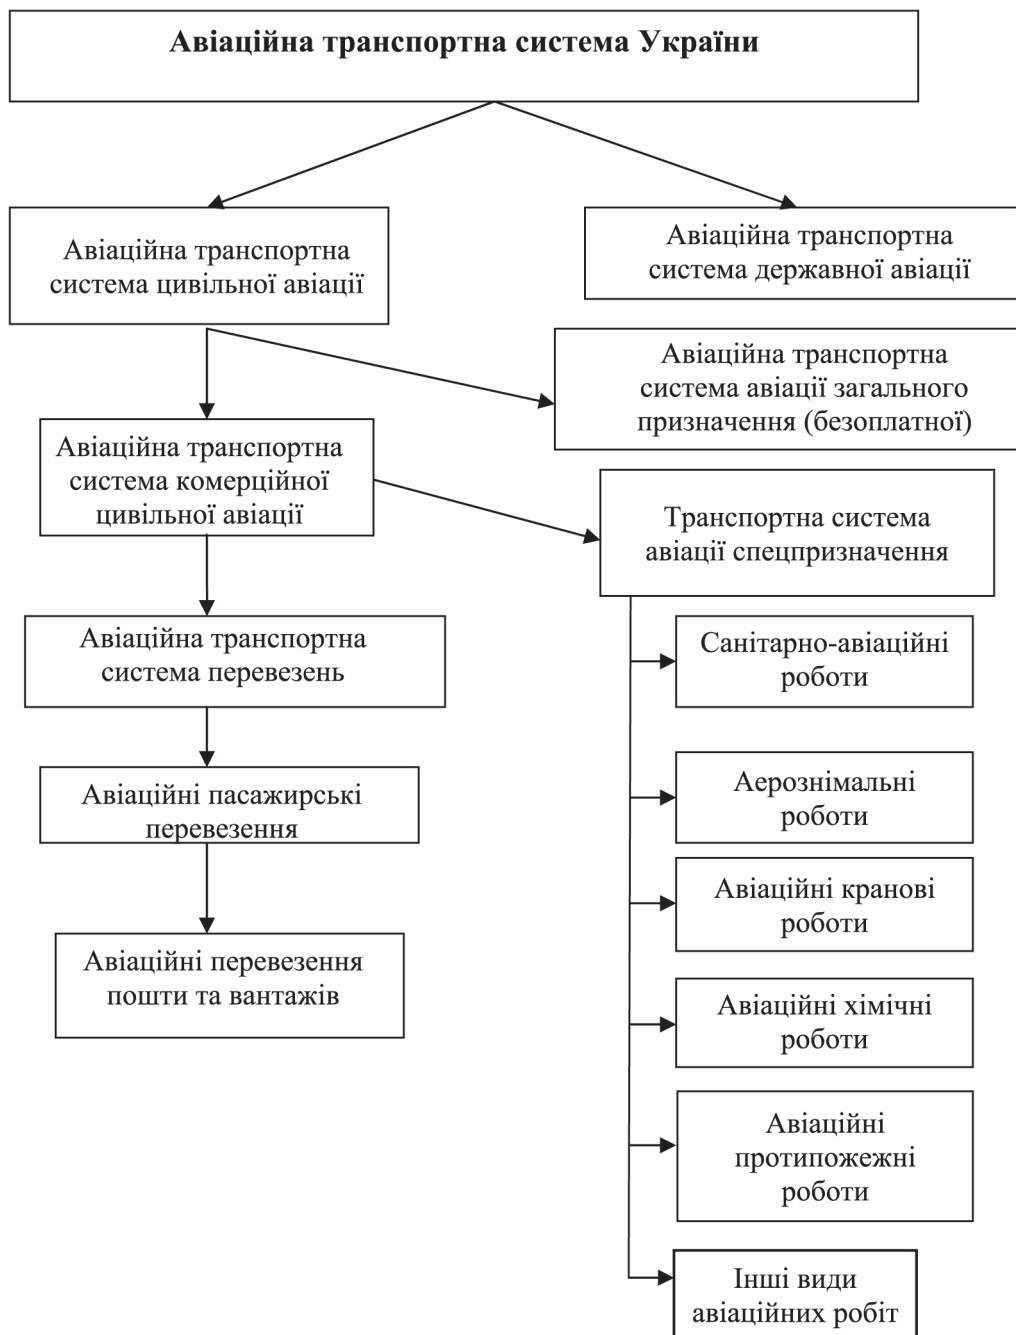 Авіаційна транспортна система України
Авіаційна транспортна
система цивільної авіації
Авіаційна транспортна
система державної авіації
Авіаційна транспортна
система авіації загального
призначення (безоплатної)
Авіаційна транспортна
система комерційної
цивільної авіації
Транспортна система
авіації спецпризначення
Авіаційна транспортна
система перевезень
Авіаційні пасажирські
перевезення
Авіаційні перевезення
пошти та вантажів
Санітарно-авіаційні
роботи
Аерознімальні
роботи
Авіаційні кранові
роботи
Авіаційні хімічні
роботи
Авіаційні
протипожежні
роботи
Інші види
авіаційних робіт